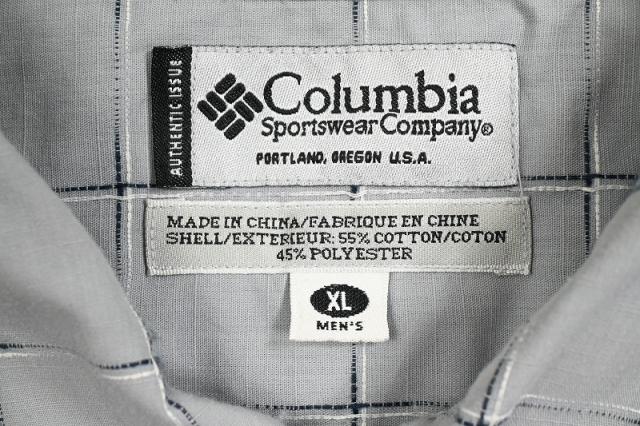 AUTHENTIC ISSUE
Columbia
Sportswear Company®
PORTLAND, OREGON U.S.A.
MADE IN CHINA/FABRIQUE EN CHINE
SHELL/EXTERIEUR: 55% COTTON/COTON
45% POLYESTER
XL
MEN'S